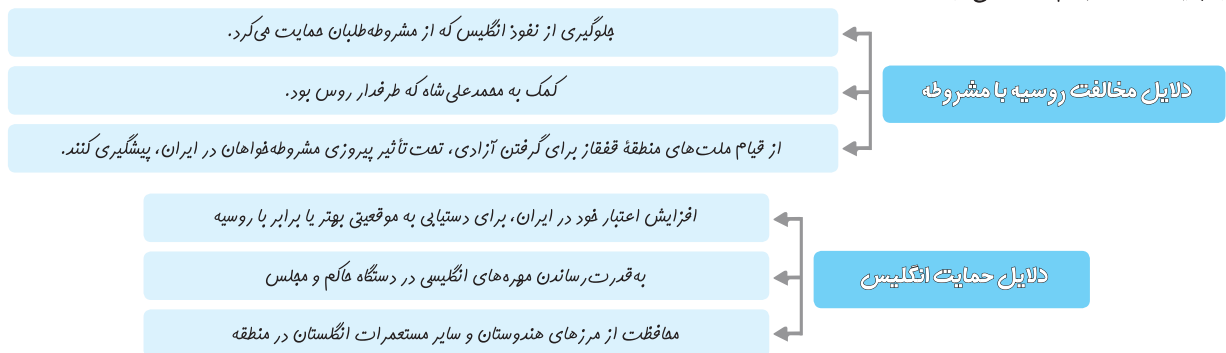 دلایل مخالفت روسیه با مشروطه
جلوگیری از نفوذ انگلیس که از مشروطه‌طلبان حمایت می‌کرد.
کمک به محمدعلی‌شاه که طرفدار روس بود.
از قیام ملت‌های منطقهٔ قفقاز برای گرفتن آزادی، تحت تأثیر پیروزی مشروطه‌خواهان در ایران، پیشگیری کنند.
دلایل حمایت انگلیس
افزایش اعتبار خود در ایران، برای دستیابی به موقعیتی بهتر یا برابر با روسیه
به‌قدرت‌رساندن مهره‌های انگلیسی در دستگاه حاکم و مجلس
محافظت از مرزهای هندوستان و سایر مستعمرات انگلستان در منطقه